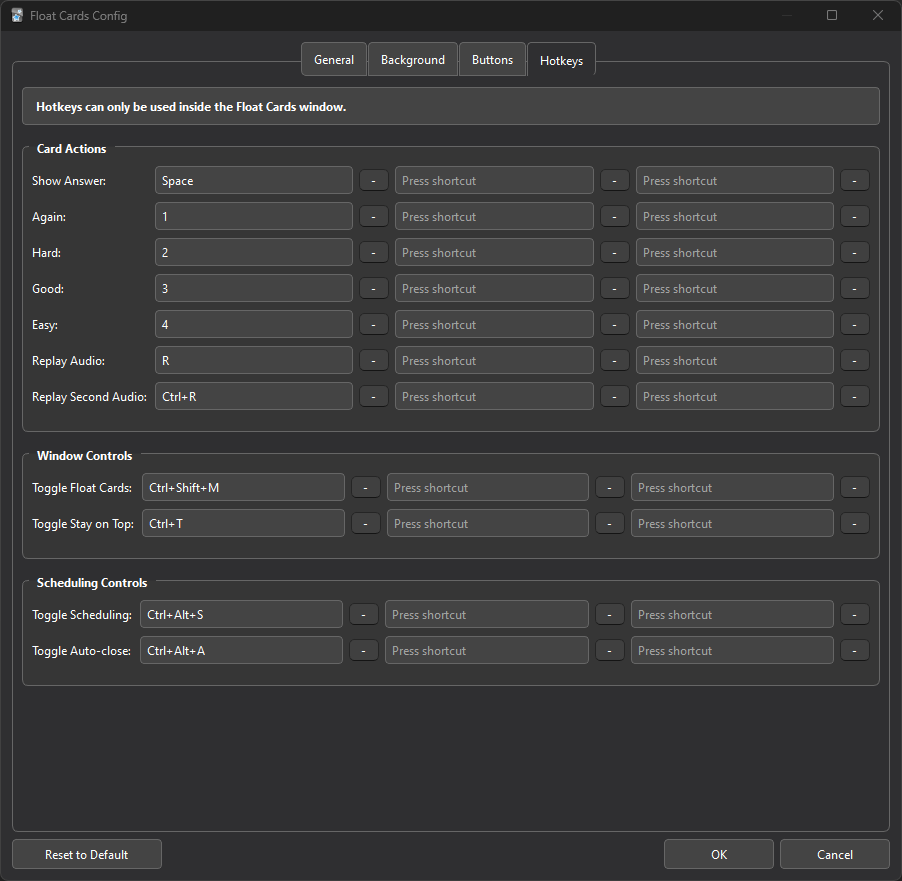 Float Cards Config
General Background Buttons Hotkeys
Hotkeys can only be used inside the Float Cards window.
Card Actions
Show Answer: Space - Press shortcut - Press shortcut -
Again: 1 - Press shortcut - Press shortcut -
Hard: 2 - Press shortcut - Press shortcut -
Good: 3 - Press shortcut - Press shortcut -
Easy: 4 - Press shortcut - Press shortcut -
Replay Audio: R - Press shortcut - Press shortcut -
Replay Second Audio: Ctrl+R - Press shortcut - Press shortcut -
Window Controls
Toggle Float Cards: Ctrl+Shift+M - Press shortcut - Press shortcut -
Toggle Stay on Top: Ctrl+T - Press shortcut - Press shortcut -
Scheduling Controls
Toggle Scheduling: Ctrl+Alt+S - Press shortcut - Press shortcut -
Toggle Auto-close: Ctrl+Alt+A - Press shortcut - Press shortcut -
Reset to Default OK Cancel